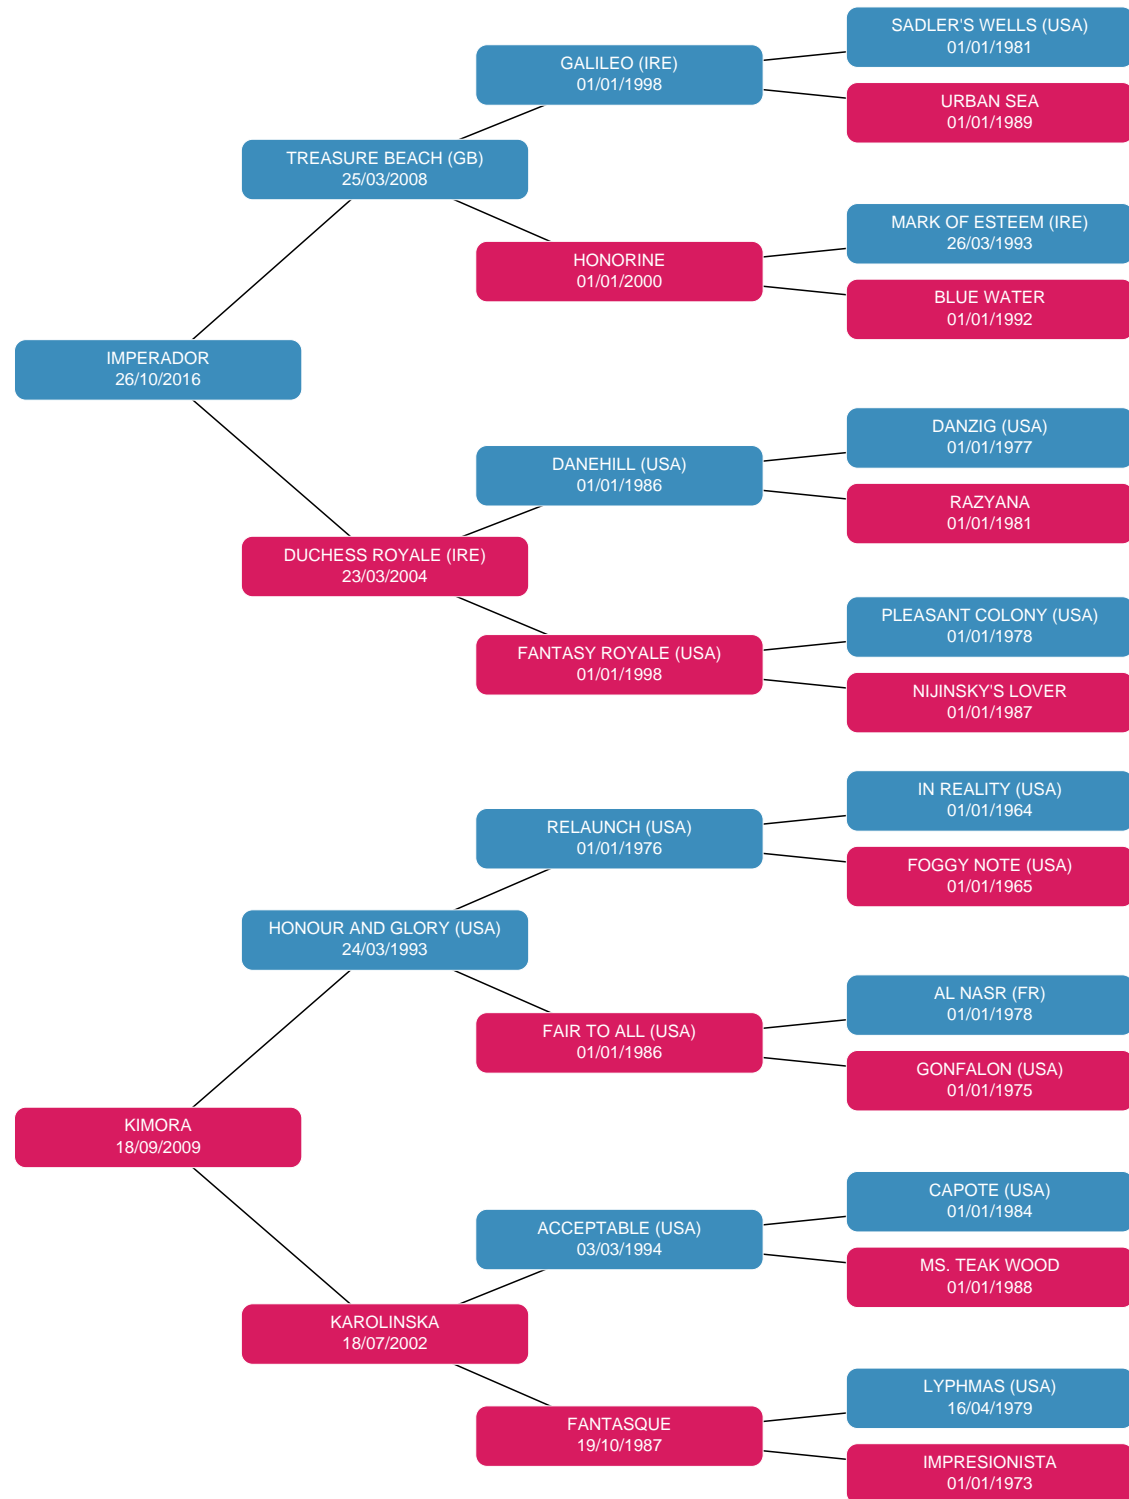 SADLER'S WELLS (USA)
01/01/1981
GALILEO (IRE)
01/01/1998
URBAN SEA
01/01/1989
TREASURE BEACH (GB)
25/03/2008
MARK OF ESTEEM (IRE)
26/03/1993
HONORINE
01/01/2000
BLUE WATER
01/01/1992
IMPERADOR
26/10/2016
DANZIG (USA)
01/01/1977
DANEHILL (USA)
01/01/1986
RAZYANA
01/01/1981
DUCHESS ROYALE (IRE)
23/03/2004
PLEASANT COLONY (USA)
01/01/1978
FANTASY ROYALE (USA)
01/01/1998
NIJINSKY'S LOVER
01/01/1987
IN REALITY (USA)
01/01/1964
RELAUNCH (USA)
01/01/1976
FOGGY NOTE (USA)
01/01/1965
HONOUR AND GLORY (USA)
24/03/1993
AL NASR (FR)
01/01/1978
FAIR TO ALL (USA)
01/01/1986
GONFALON (USA)
01/01/1975
KIMORA
18/09/2009
CAPOTE (USA)
01/01/1984
ACCEPTABLE (USA)
03/03/1994
MS. TEAK WOOD
01/01/1988
KAROLINSKA
18/07/2002
LYPHMAS (USA)
16/04/1979
FANTASQUE
19/10/1987
IMPRESIONISTA
01/01/1973